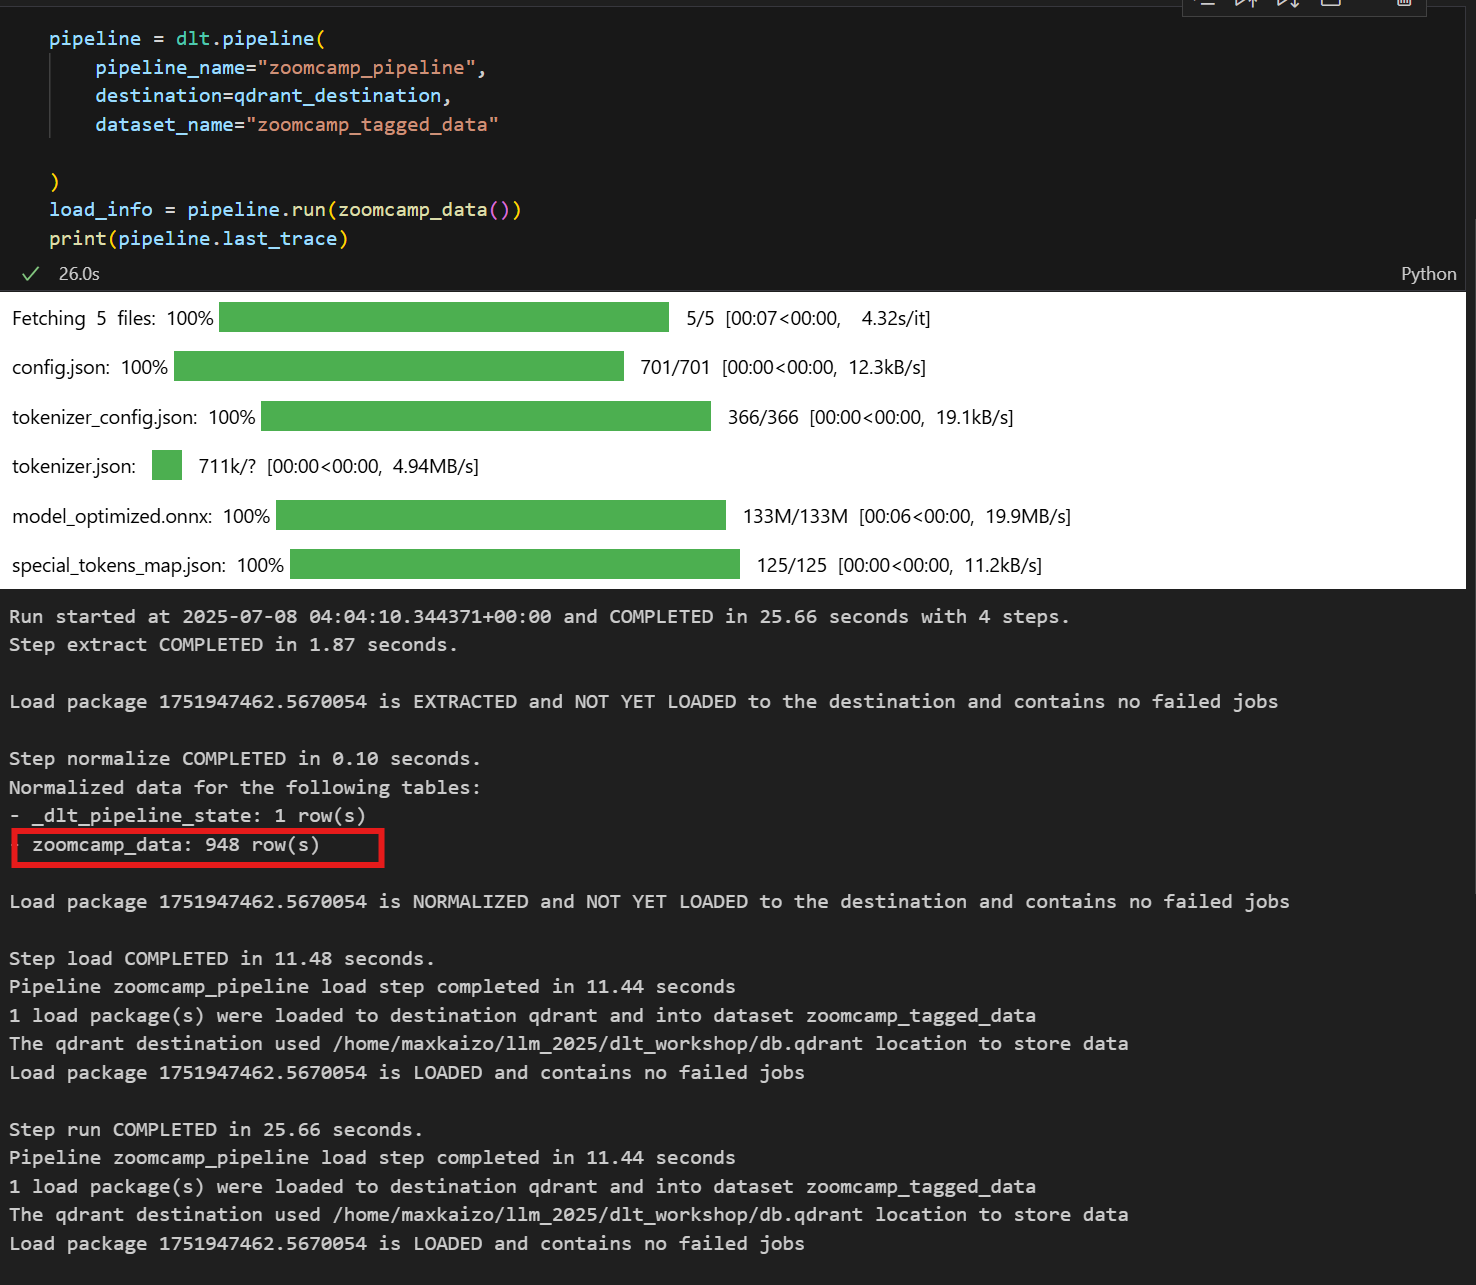 pipeline = dlt.pipeline(
    pipeline_name="zoomcamp_pipeline",
    destination=qdrant_destination,
    dataset_name="zoomcamp_tagged_data"
)
load_info = pipeline.run(zoomcamp_data())
print(pipeline.last_trace)
26.0s Python
Fetching 5 files: 100% 5/5 [00:07<00:00, 4.32s/it]
config.json: 100% 701/701 [00:00<00:00, 12.3kB/s]
tokenizer_config.json: 100% 366/366 [00:00<00:00, 19.1kB/s]
tokenizer.json: 711k/? [00:00<00:00, 4.94MB/s]
model_optimized.onnx: 100% 133M/133M [00:06<00:00, 19.9MB/s]
special_tokens_map.json: 100% 125/125 [00:00<00:00, 11.2kB/s]
Run started at 2025-07-08 04:04:10.344371+00:00 and COMPLETED in 25.66 seconds with 4 steps.
Step extract COMPLETED in 1.87 seconds.
Load package 1751947462.5670054 is EXTRACTED and NOT YET LOADED to the destination and contains no failed jobs
Step normalize COMPLETED in 0.10 seconds.
Normalized data for the following tables:
- _dlt_pipeline_state: 1 row(s)
- zoomcamp_data: 948 row(s)
Load package 1751947462.5670054 is NORMALIZED and NOT YET LOADED to the destination and contains no failed jobs
Step load COMPLETED in 11.48 seconds.
Pipeline zoomcamp_pipeline load step completed in 11.44 seconds
1 load package(s) were loaded to destination qdrant and into dataset zoomcamp_tagged_data
The qdrant destination used /home/maxkaizo/llm_2025/dlt_workshop/db.qdrant location to store data
Load package 1751947462.5670054 is LOADED and contains no failed jobs
Step run COMPLETED in 25.66 seconds.
Pipeline zoomcamp_pipeline load step completed in 11.44 seconds
1 load package(s) were loaded to destination qdrant and into dataset zoomcamp_tagged_data
The qdrant destination used /home/maxkaizo/llm_2025/dlt_workshop/db.qdrant location to store data
Load package 1751947462.5670054 is LOADED and contains no failed jobs